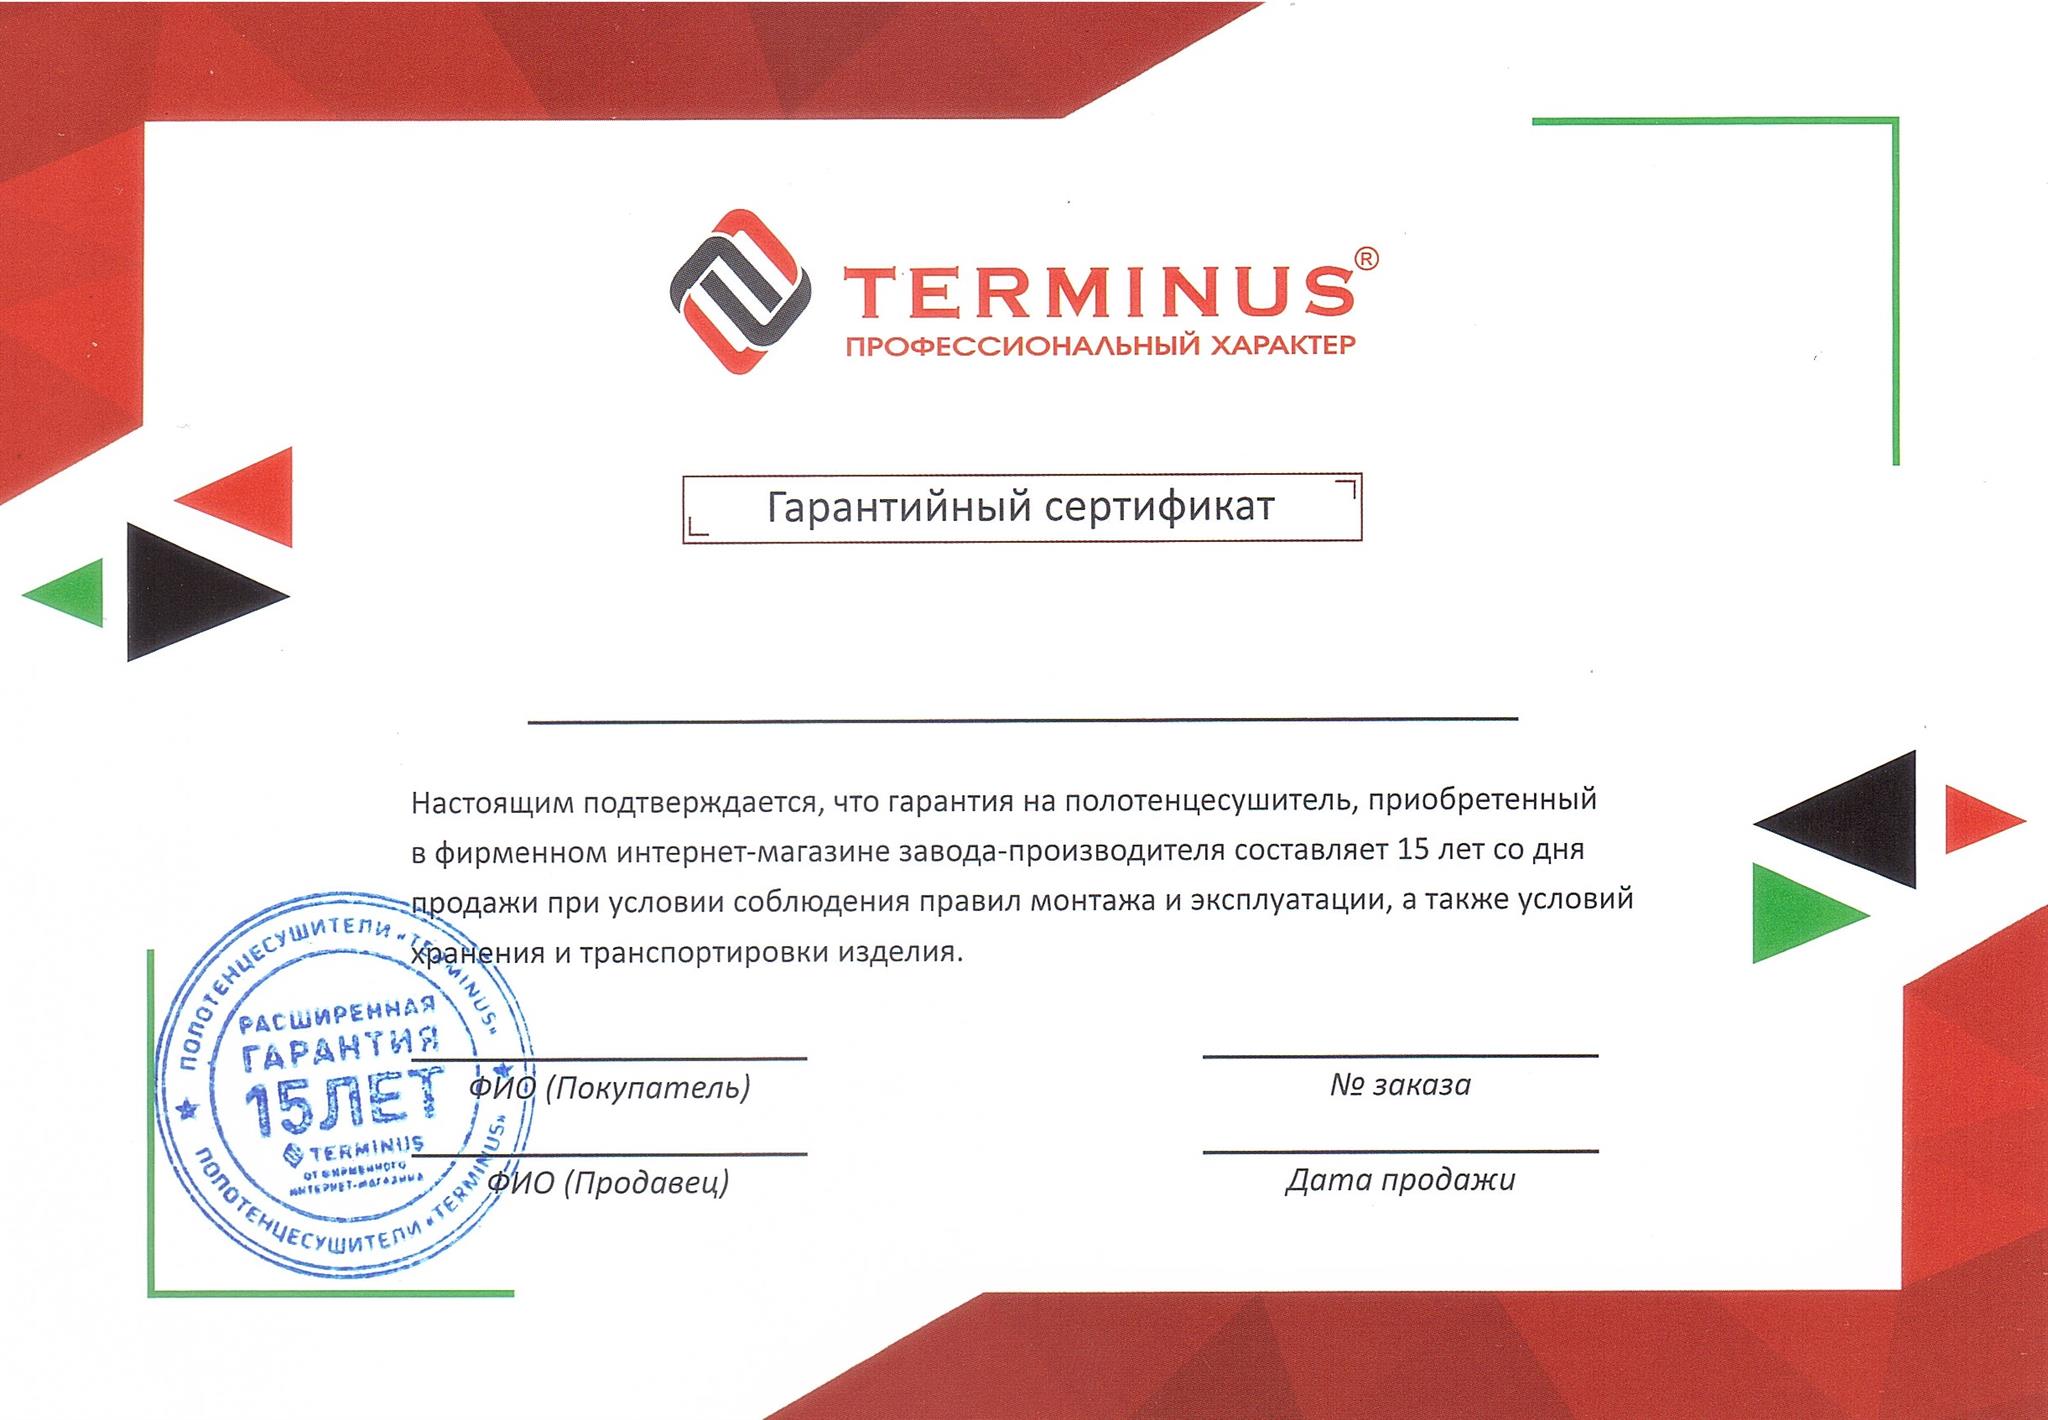 TERMINUS®
ПРОФЕССИОНАЛЬНЫЙ ХАРАКТЕР
Гарантийный сертификат
Настоящим подтверждается, что гарантия на полотенцесушитель, приобретенный
в фирменном интернет-магазине завода-производителя составляет 15 лет со дня
продажи при условии соблюдения правил монтажа и эксплуатации, а также условий
хранения и транспортировки изделия.
ПОЛОТЕНЦЕСУШИТЕЛИ «TERMINUS»
РАСШИРЕННАЯ
ГАРАНТИЯ
15 ЛЕТ
TERMINUS
ОТ ФИРМЕННОГО
ИНТЕРНЕТ-МАГАЗИНА
ПОЛОТЕНЦЕСУШИТЕЛИ «TERMINUS»
ФИО (Покупатель)
№ заказа
ФИО (Продавец)
Дата продажи